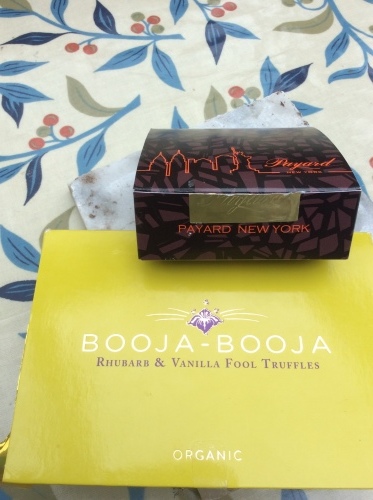 Payard
NEW YORK
PAYARD NEW YORK
BOOJA-BOOJA
RHUBARB & VANILLA FOOL TRUFFLES
ORGANIC